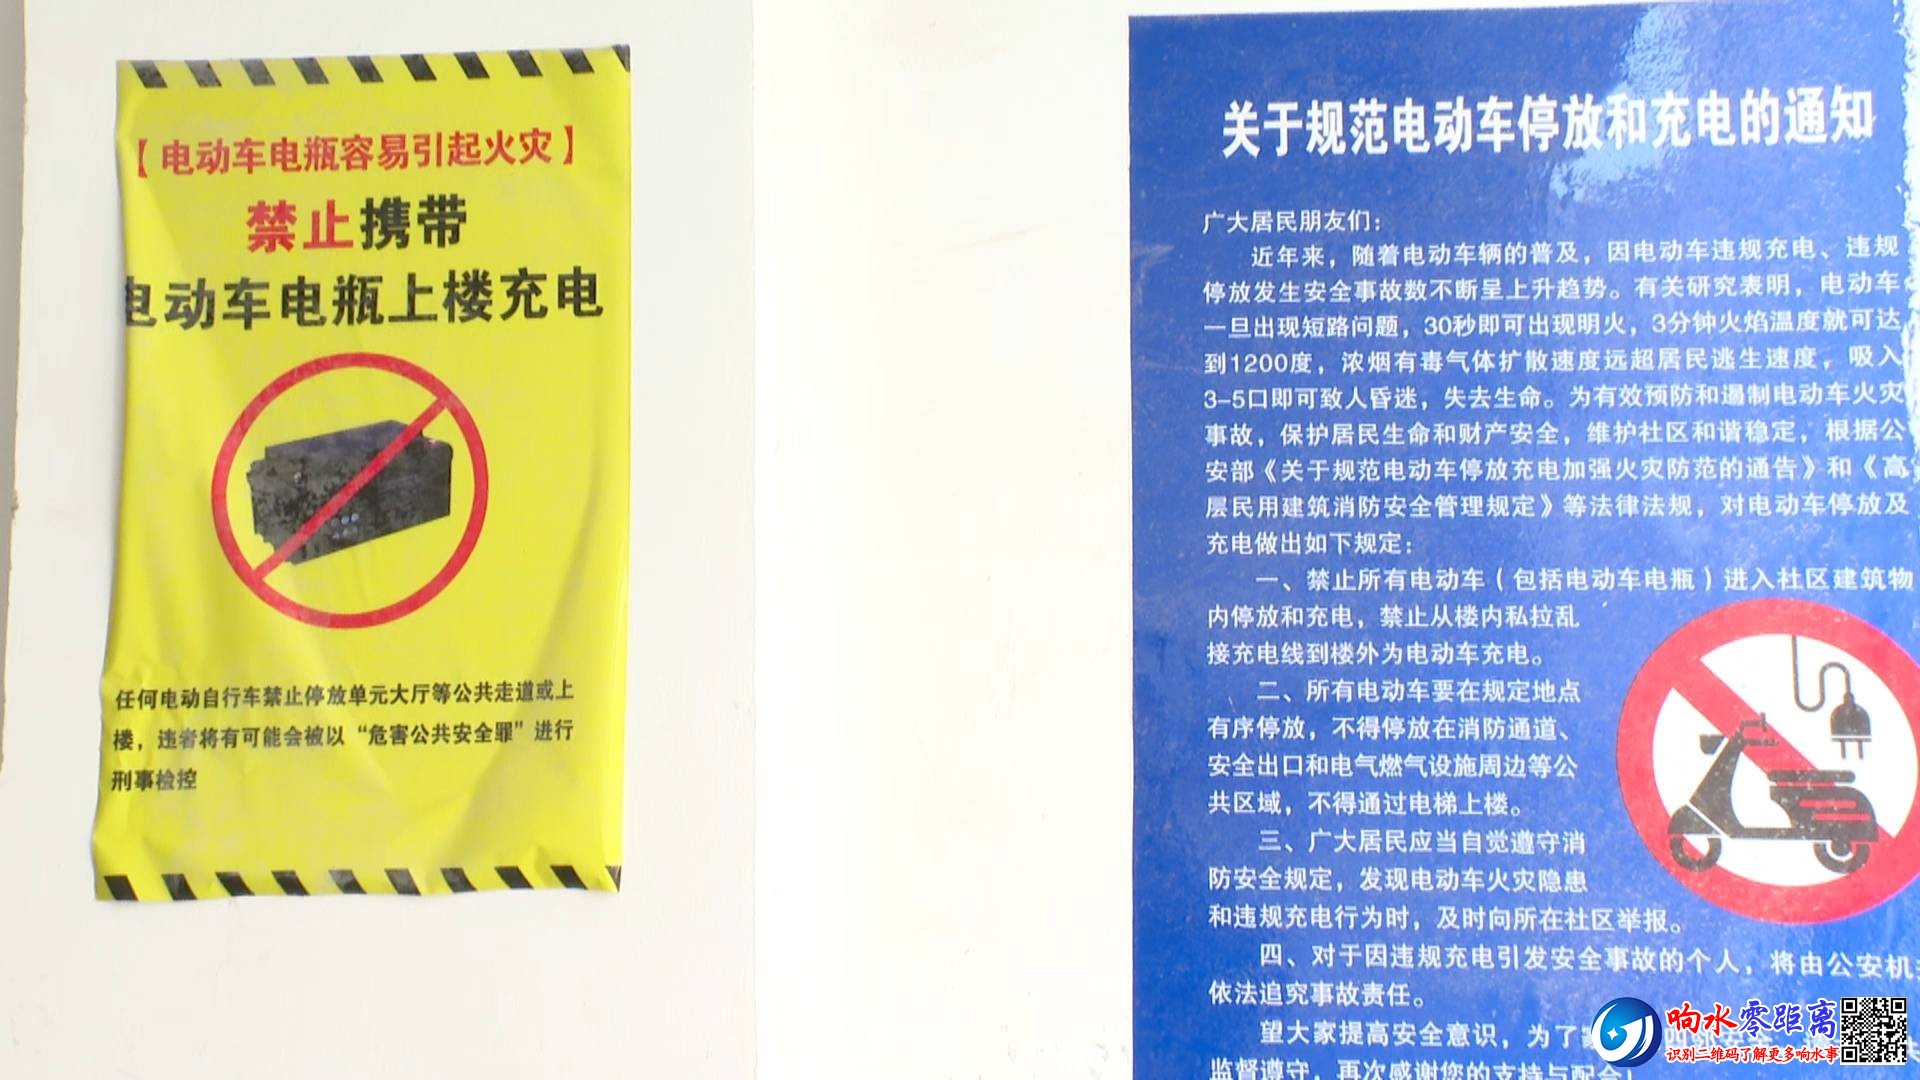 【电动车电瓶容易引起火灾】
禁止携带
电动车电瓶上楼充电
任何电动自行车禁止停放单元大厅等公共走道或上
楼，违者将有可能会被以“危害公共安全罪”进行
刑事检控
关于规范电动车停放和充电的通知
广大居民朋友们：
近年来，随着电动车辆的普及，因电动车违规充电、违规
停放发生安全事故数不断呈上升趋势。有关研究表明，电动车
一旦出现短路问题，30秒即可出现明火，3分钟火焰温度就可达
到1200度，浓烟有毒气体扩散速度远超居民逃生速度，吸入
3-5口即可致人昏迷，失去生命。为有效预防和遏制电动车火灾
事故，保护居民生命和财产安全，维护社区和谐稳定，根据公
安部《关于规范电动车停放充电加强火灾防范的通告》和《高
层民用建筑消防安全管理规定》等法律法规，对电动车停放及
充电做出如下规定：
一、禁止所有电动车（包括电动车电瓶）进入社区建筑物
内停放和充电，禁止从楼内私拉乱
接充电线到楼外为电动车充电。
二、所有电动车要在规定地点
有序停放，不得停放在消防通道、
安全出口和电气燃气设施周边等公
共区域，不得通过电梯上楼。
三、广大居民应当自觉遵守消
防安全规定，发现电动车火灾隐患
和违规充电行为时，及时向所在社区举报。
四、对于因违规充电引发安全事故的个人，将由公安机
依法追究事故责任。
望大家提高安全意识，为了
监督遵守，再次感谢您的支持与配合！
响水零距离
识别二维码了解更多响水事